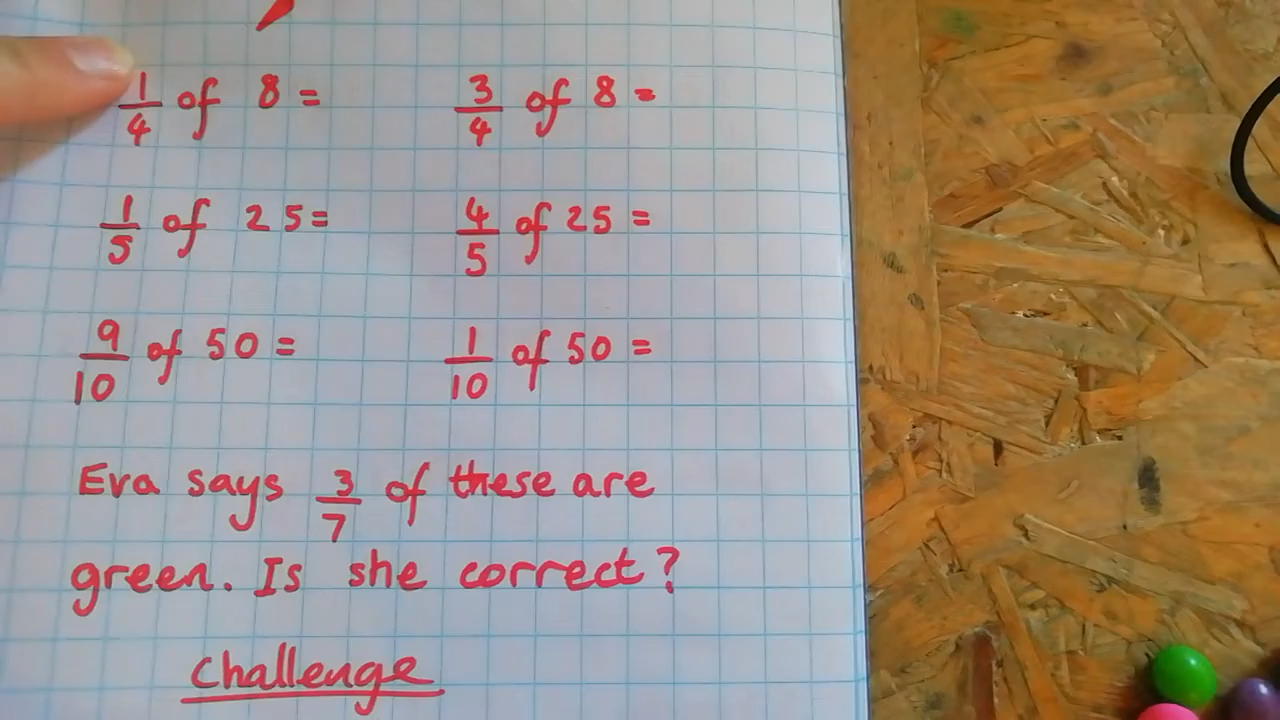 1/4 of 8 = 3/4 of 8 =
1/5 of 25 = 4/5 of 25 =
9/10 of 50 = 1/10 of 50 =
Eva says 3/7 of these are
green. Is she correct?
Challenge